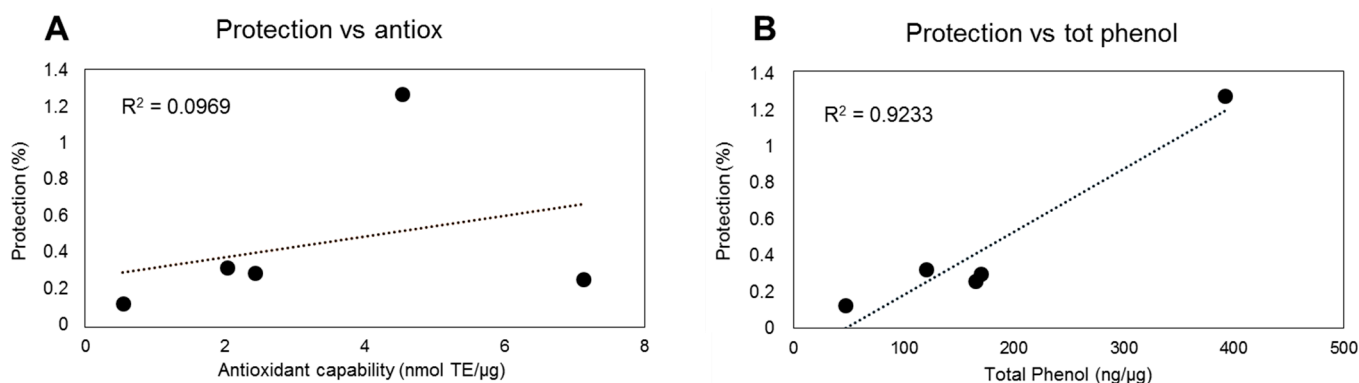 A
Protection vs antiox
R² = 0.0969
Protection (%)
1.4
1.2
1
0.8
0.6
0.4
0.2
0
0 2 4 6 8
Antioxidant capability (nmol TE/µg)
B
Protection vs tot phenol
R² = 0.9233
Protection (%)
1.4
1.2
1
0.8
0.6
0.4
0.2
0
0 100 200 300 400 500
Total Phenol (ng/µg)